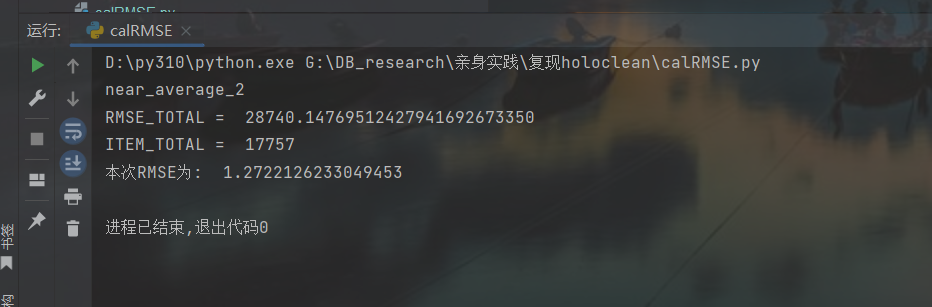 calRMSE.py
运行:
calRMSE
D:\py310\python.exe G:\DB_research\亲身实践\复现holoclean\calRMSE.py
near_average_2
RMSE_TOTAL =  28740.14769512427941692673350
ITEM_TOTAL =  17757
本次RMSE为:  1.2722126233049453
进程已结束,退出代码0
书签
构